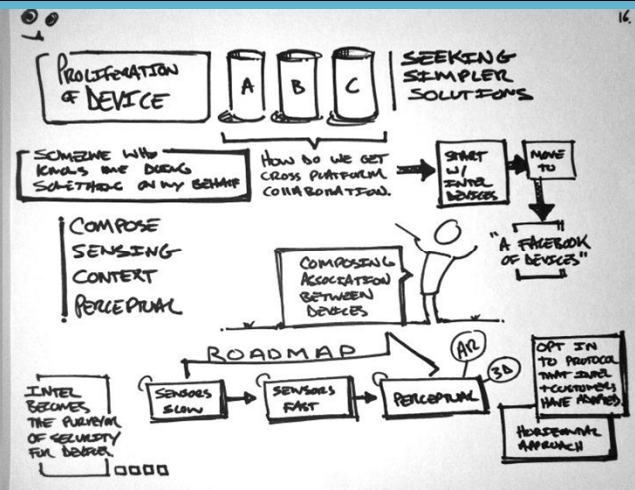 16.
PROLIFERATION
OF DEVICE
A
B
C
SEEKING
SIMPLER
SOLUTIONS
SOMEONE WHO
KNOWS ME DOING
SOMETHING ON MY BEHALF
HOW DO WE GET
CROSS PLATFORM
COLLABORATION.
START
W/
INTEL
DEVICES
MOVE
TO
"A FACEBOOK
OF DEVICES"
COMPOSE
SENSING
CONTEXT
PERCEPTUAL
COMPOSING
ASSOCIATION
BETWEEN
DEVICES
ROADMAP
SENSORS
SLOW
SENSORS
FAST
PERCEPTUAL
AR
3D
INTEL
BECOMES
THE PURVEYOR
OF SECURITY
FOR DEVICES
OPT IN
TO PROTOCOL
THAT INTEL
+ CUSTOMERS
HAVE ADOPTED.
HORIZONTAL
APPROACH